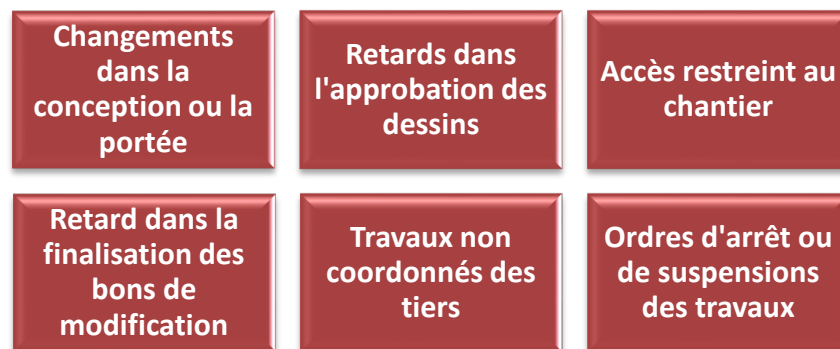 Changements
dans la
conception ou la
portée
Retards dans
l'approbation des
dessins
Accès restreint au
chantier
Retard dans la
finalisation des
bons de
modification
Travaux non
coordonnés des
tiers
Ordres d'arrêt ou
de suspensions
des travaux